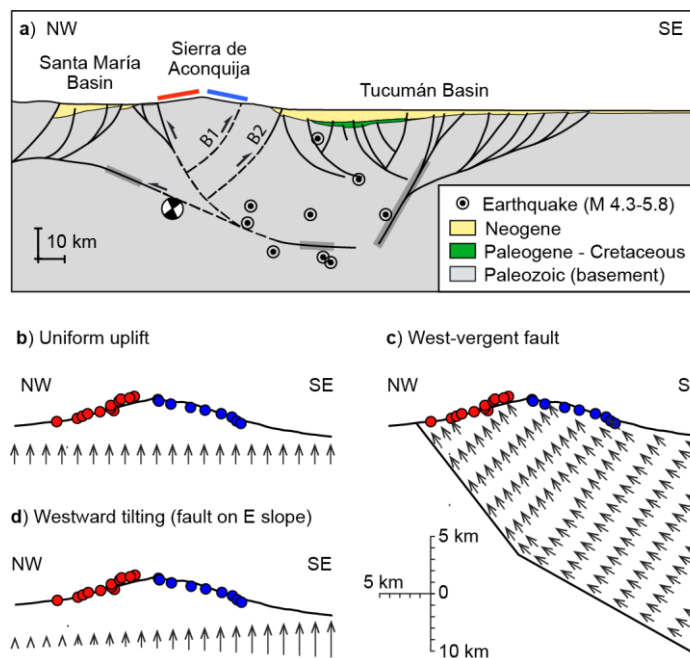 a) NW
SE
Sierra de
Aconquija
Santa María
Basin
Tucumán Basin
B1
B2
10 km
Earthquake (M 4.3-5.8)
Neogene
Paleogene - Cretaceous
Paleozoic (basement)
b) Uniform uplift
NW
SE
c) West-vergent fault
NW
S
d) Westward tilting (fault on E slope)
NW
SE
5 km
5 km
0
10 km